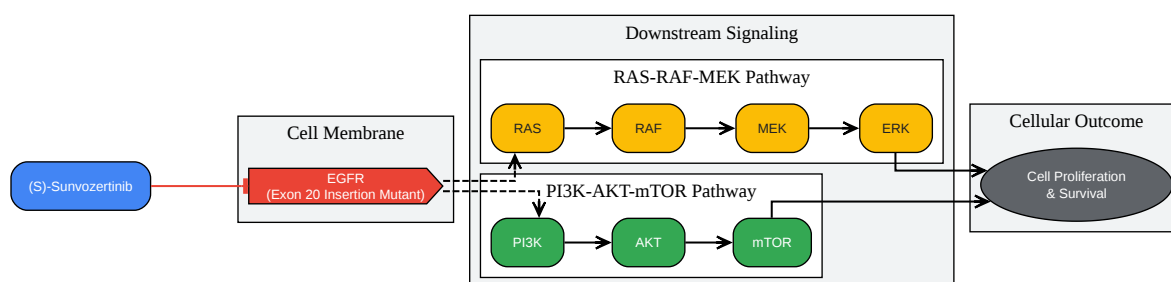 Downstream Signaling
RAS-RAF-MEK Pathway
RAS
RAF
MEK
ERK
Cell Membrane
EGFR
(Exon 20 Insertion Mutant)
(S)-Sunvozertinib
PI3K-AKT-mTOR Pathway
PI3K
AKT
mTOR
Cellular Outcome
Cell Proliferation
& Survival